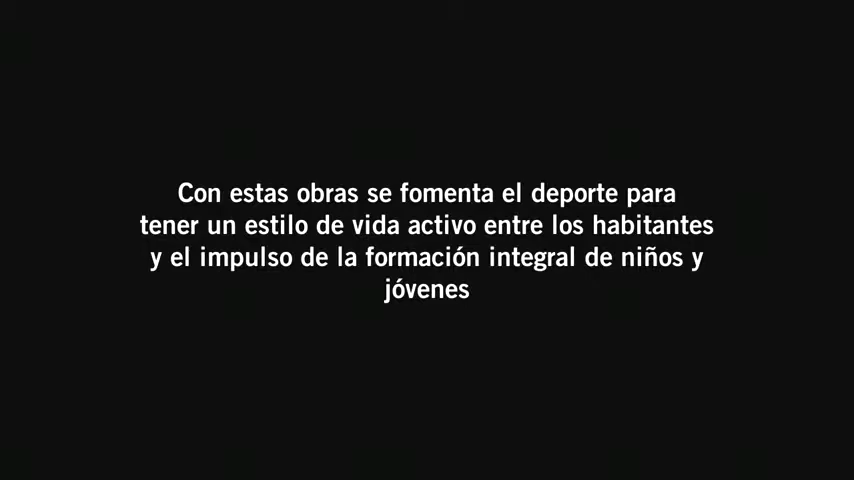 Con estas obras se fomenta el deporte para
tener un estilo de vida activo entre los habitantes
y el impulso de la formación integral de niños y
jóvenes